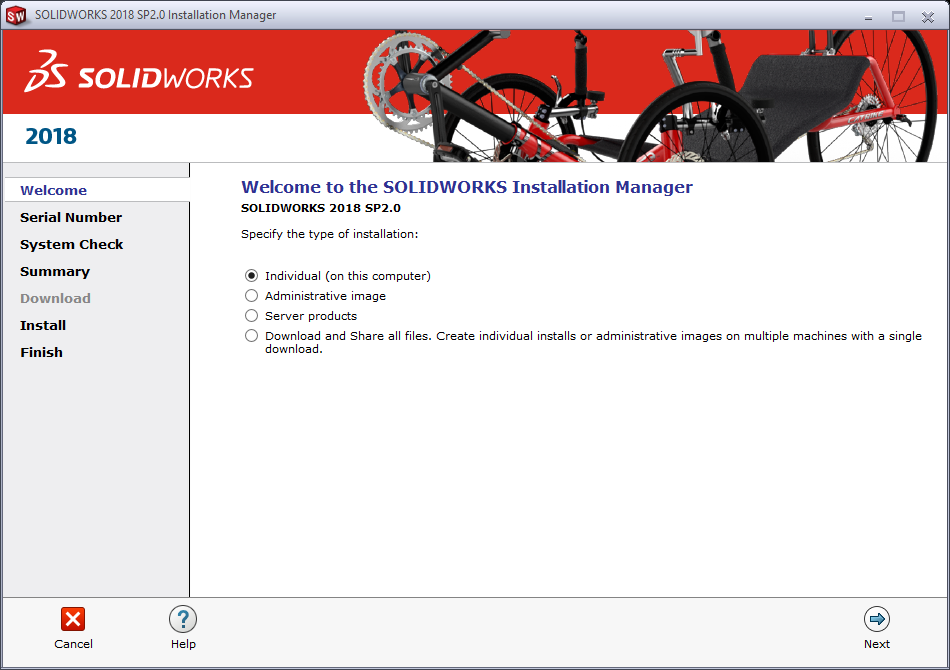 SOLIDWORKS 2018 SP2.0 Installation Manager
SOLIDWORKS
2018
CATRIKE
Welcome
Serial Number
System Check
Summary
Download
Install
Finish
Welcome to the SOLIDWORKS Installation Manager
SOLIDWORKS 2018 SP2.0
Specify the type of installation:
Individual (on this computer)
Administrative image
Server products
Download and Share all files. Create individual installs or administrative images on multiple machines with a single
download.
Cancel
Help
Next